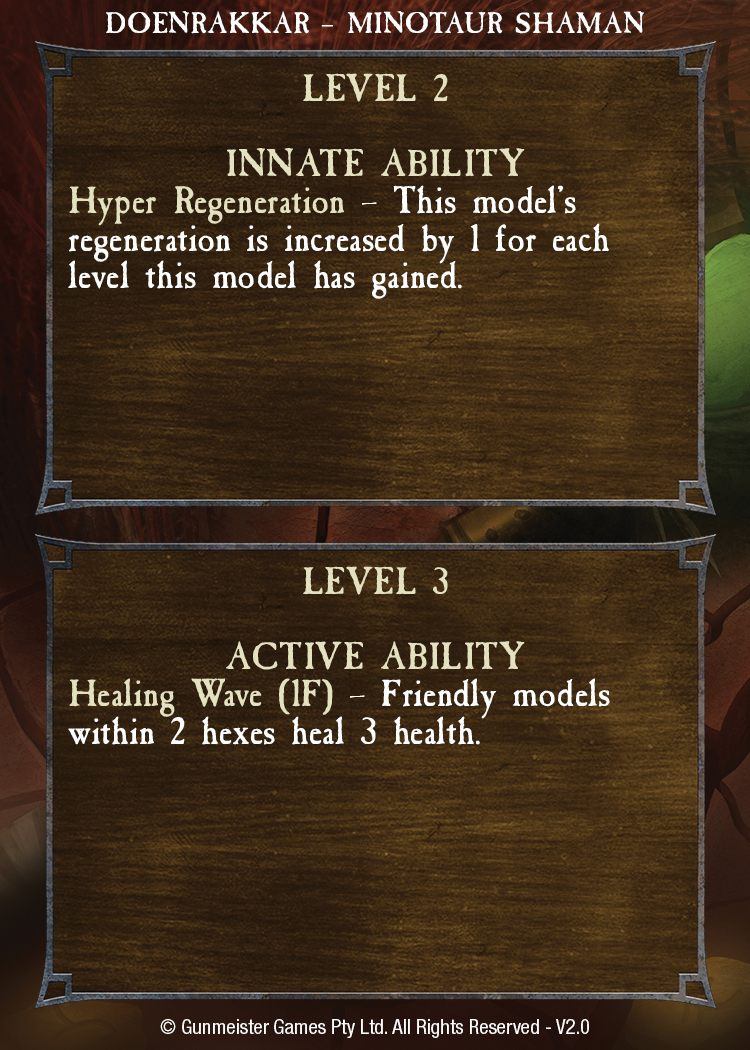 DOENRAKKAR – MINOTAUR SHAMAN
LEVEL 2
INNATE ABILITY
Hyper Regeneration – This model's
regeneration is increased by 1 for each
level this model has gained.
LEVEL 3
ACTIVE ABILITY
Healing Wave (1F) – Friendly models
within 2 hexes heal 3 health.
© Gunmeister Games Pty Ltd. All Rights Reserved - V2.0